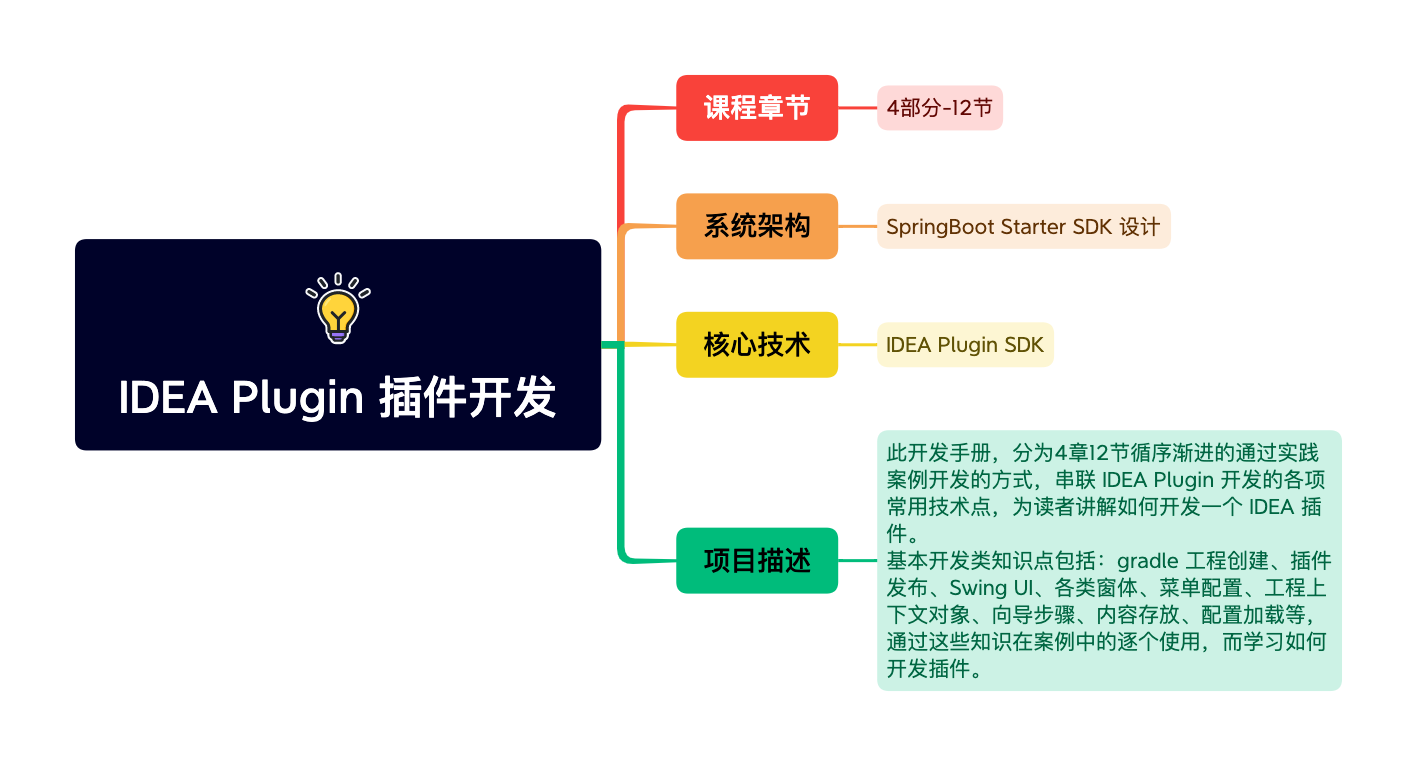 IDEA Plugin 插件开发
课程章节
4部分-12节
系统架构
SpringBoot Starter SDK 设计
核心技术
IDEA Plugin SDK
项目描述
此开发手册，分为4章12节循序渐进的通过实践
案例开发的方式，串联 IDEA Plugin 开发的各项
常用技术点，为读者讲解如何开发一个 IDEA 插
件。
基本开发类知识点包括：gradle 工程创建、插件
发布、Swing UI、各类窗体、菜单配置、工程上
下文对象、向导步骤、内容存放、配置加载等，
通过这些知识在案例中的逐个使用，而学习如何
开发插件。